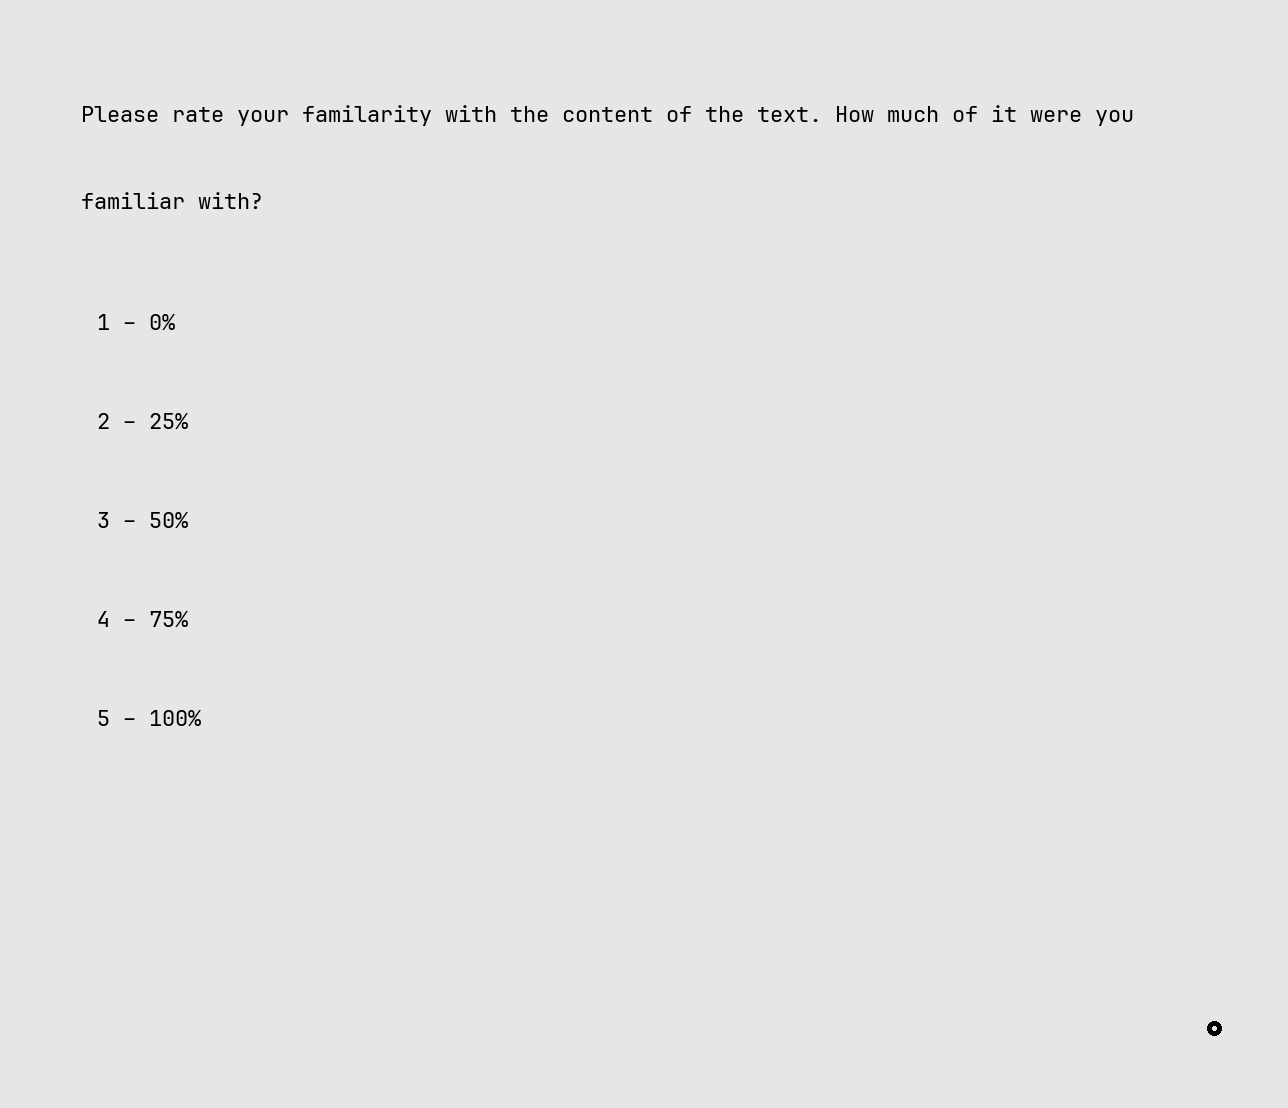 Please rate your familarity with the content of the text. How much of it were you
familiar with?
1 – 0%
2 – 25%
3 – 50%
4 – 75%
5 – 100%